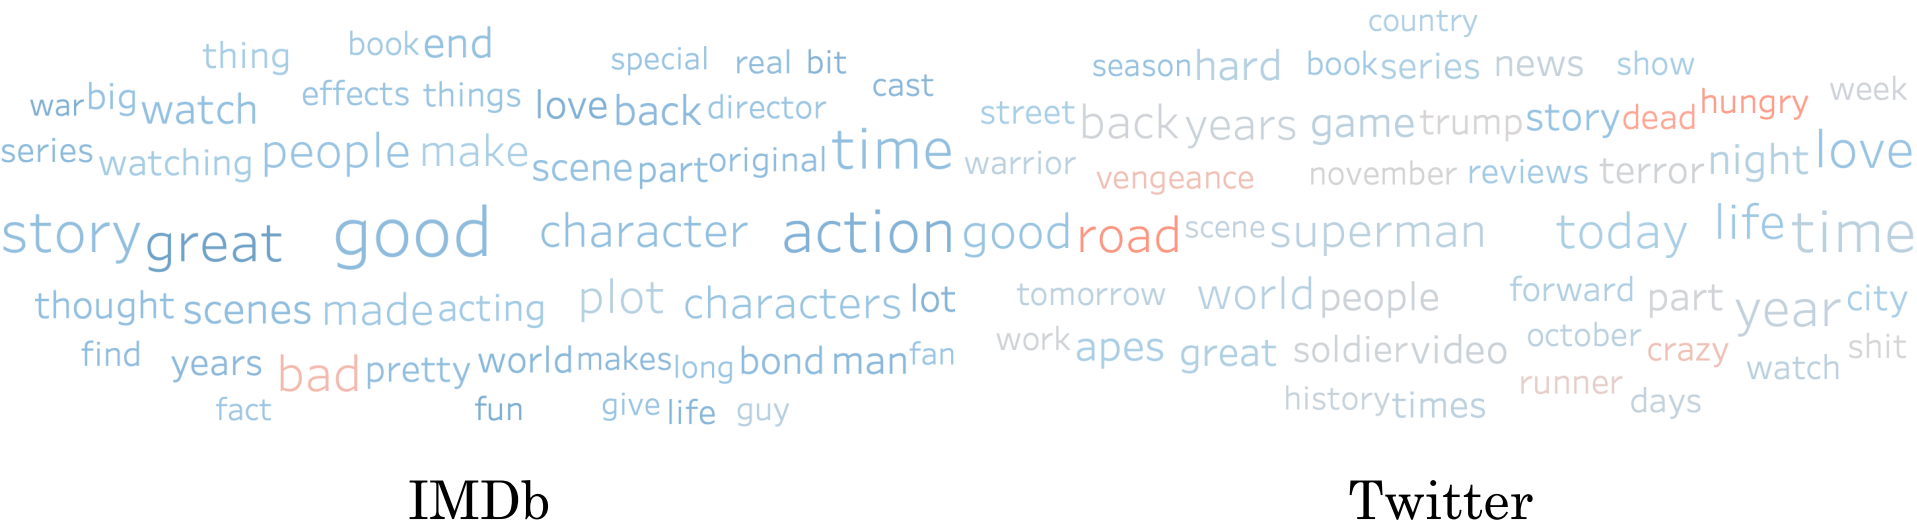 thing book end special real bit cast
war big watch effects things love back director
series watching people make scene part original time
story great good character action
thought scenes made acting plot characters lot
find years bad pretty world makes long bond man fan
fact fun give life guy
IMDb
country
season hard book series news show week
street back years game trump story dead hungry
warrior vengeance november reviews terror night love
good road scene superman today life time
tomorrow world people forward part year city
work apes great soldier video october crazy watch shit
history times runner days
Twitter